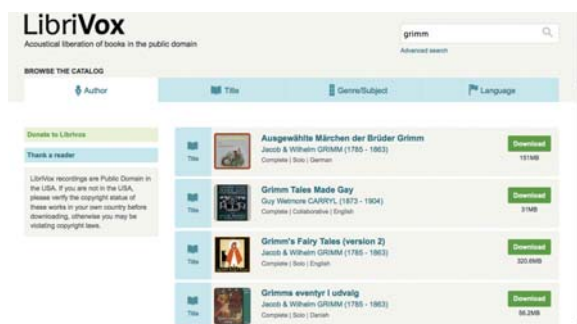 LibriVox
Acoustical liberation of books in the public domain
grimm
Advanced search
BROWSE THE CATALOG
Author
Title
Genre/Subject
Language
Donate to Librivox
Thank a reader
LibriVox recordings are Public Domain in
the USA. If you are not in the USA,
please verify the copyright status of
these works in your own country before
downloading, otherwise you may be
violating copyright laws.
Title
Ausgewählte Märchen der Brüder Grimm
Jacob & Wilhelm GRIMM (1785 - 1863)
Complete | Solo | German
Download
151MB
Title
Grimm Tales Made Gay
Guy Wetmore CARRYL (1873 - 1904)
Complete | Collaborative | English
Download
31MB
Title
Grimm's Fairy Tales (version 2)
Jacob & Wilhelm GRIMM (1785 - 1863)
Complete | Solo | English
Download
320.8MB
Title
Grimms eventyr I udvalg
Jacob & Wilhelm GRIMM (1785 - 1863)
Complete | Solo | Danish
Download
56.2MB